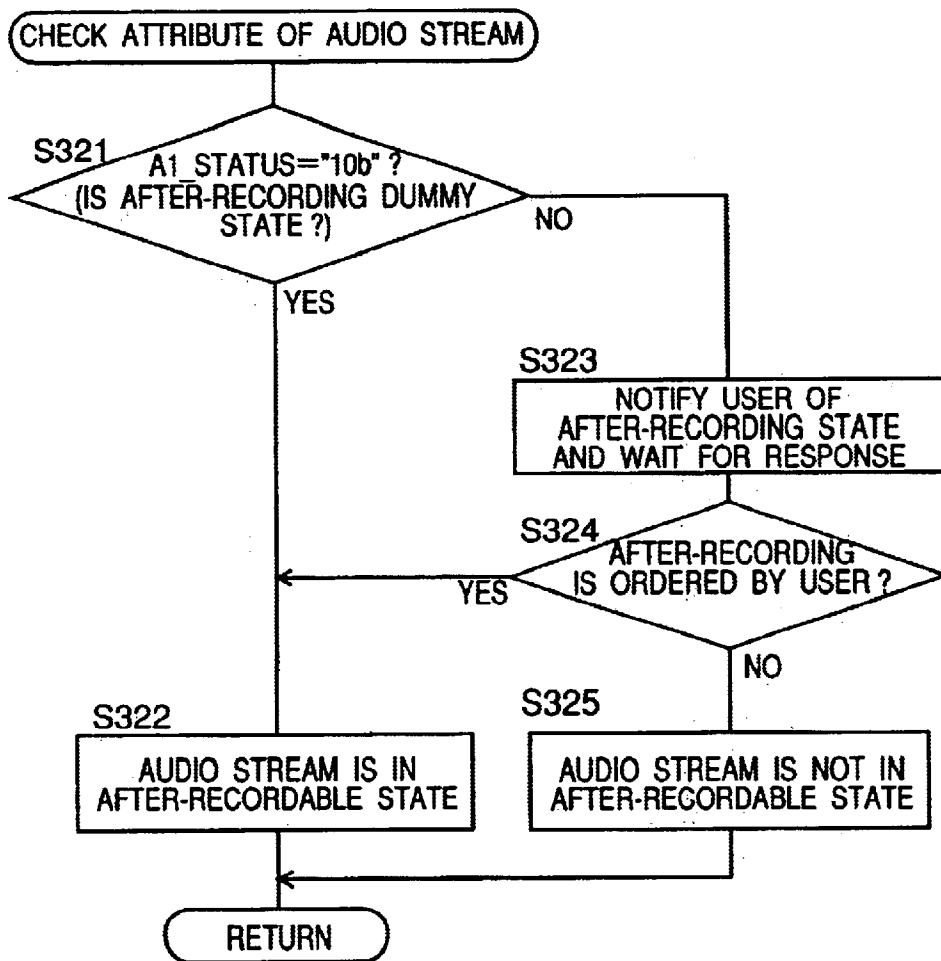 CHECK ATTRIBUTE OF AUDIO STREAM
S321
A1_STATUS="10b" ?
(IS AFTER-RECORDING DUMMY
STATE ?)
NO
YES
S323
NOTIFY USER OF
AFTER-RECORDING STATE
AND WAIT FOR RESPONSE
S324
AFTER-RECORDING
IS ORDERED BY USER ?
YES
NO
S322
AUDIO STREAM IS IN
AFTER-RECORDABLE STATE
S325
AUDIO STREAM IS NOT IN
AFTER-RECORDABLE STATE
RETURN